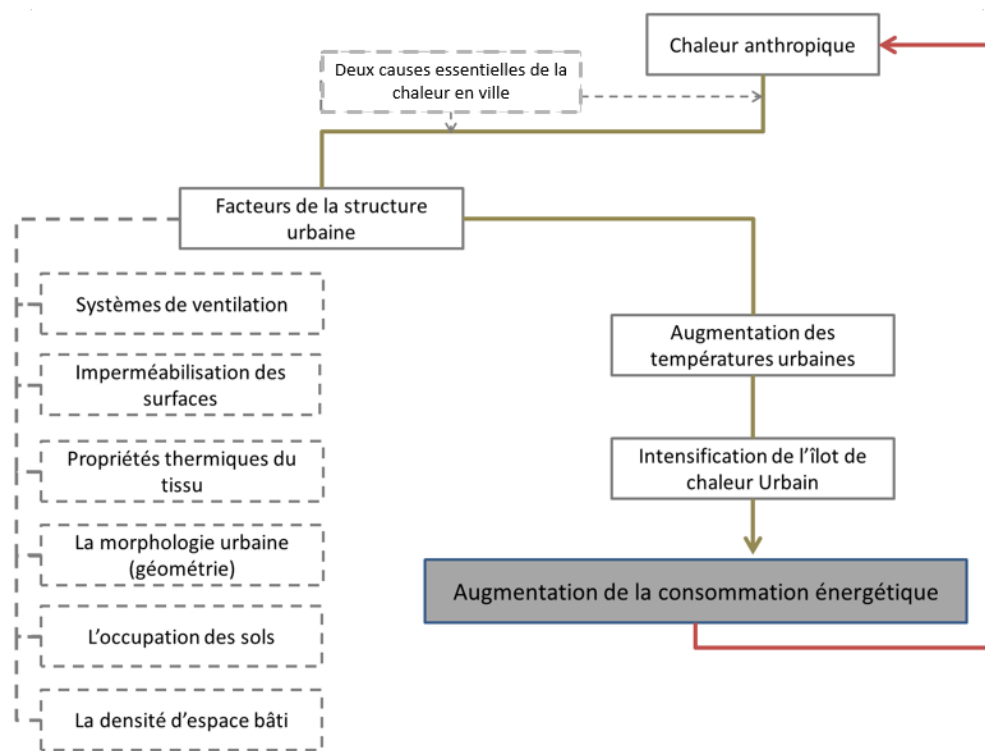 Chaleur anthropique
Deux causes essentielles de la
chaleur en ville
Facteurs de la structure
urbaine
Systèmes de ventilation
Imperméabilisation des
surfaces
Propriétés thermiques du
tissu
La morphologie urbaine
(géométrie)
L’occupation des sols
La densité d’espace bâti
Augmentation des
températures urbaines
Intensification de l’îlot de
chaleur Urbain
Augmentation de la consommation énergétique